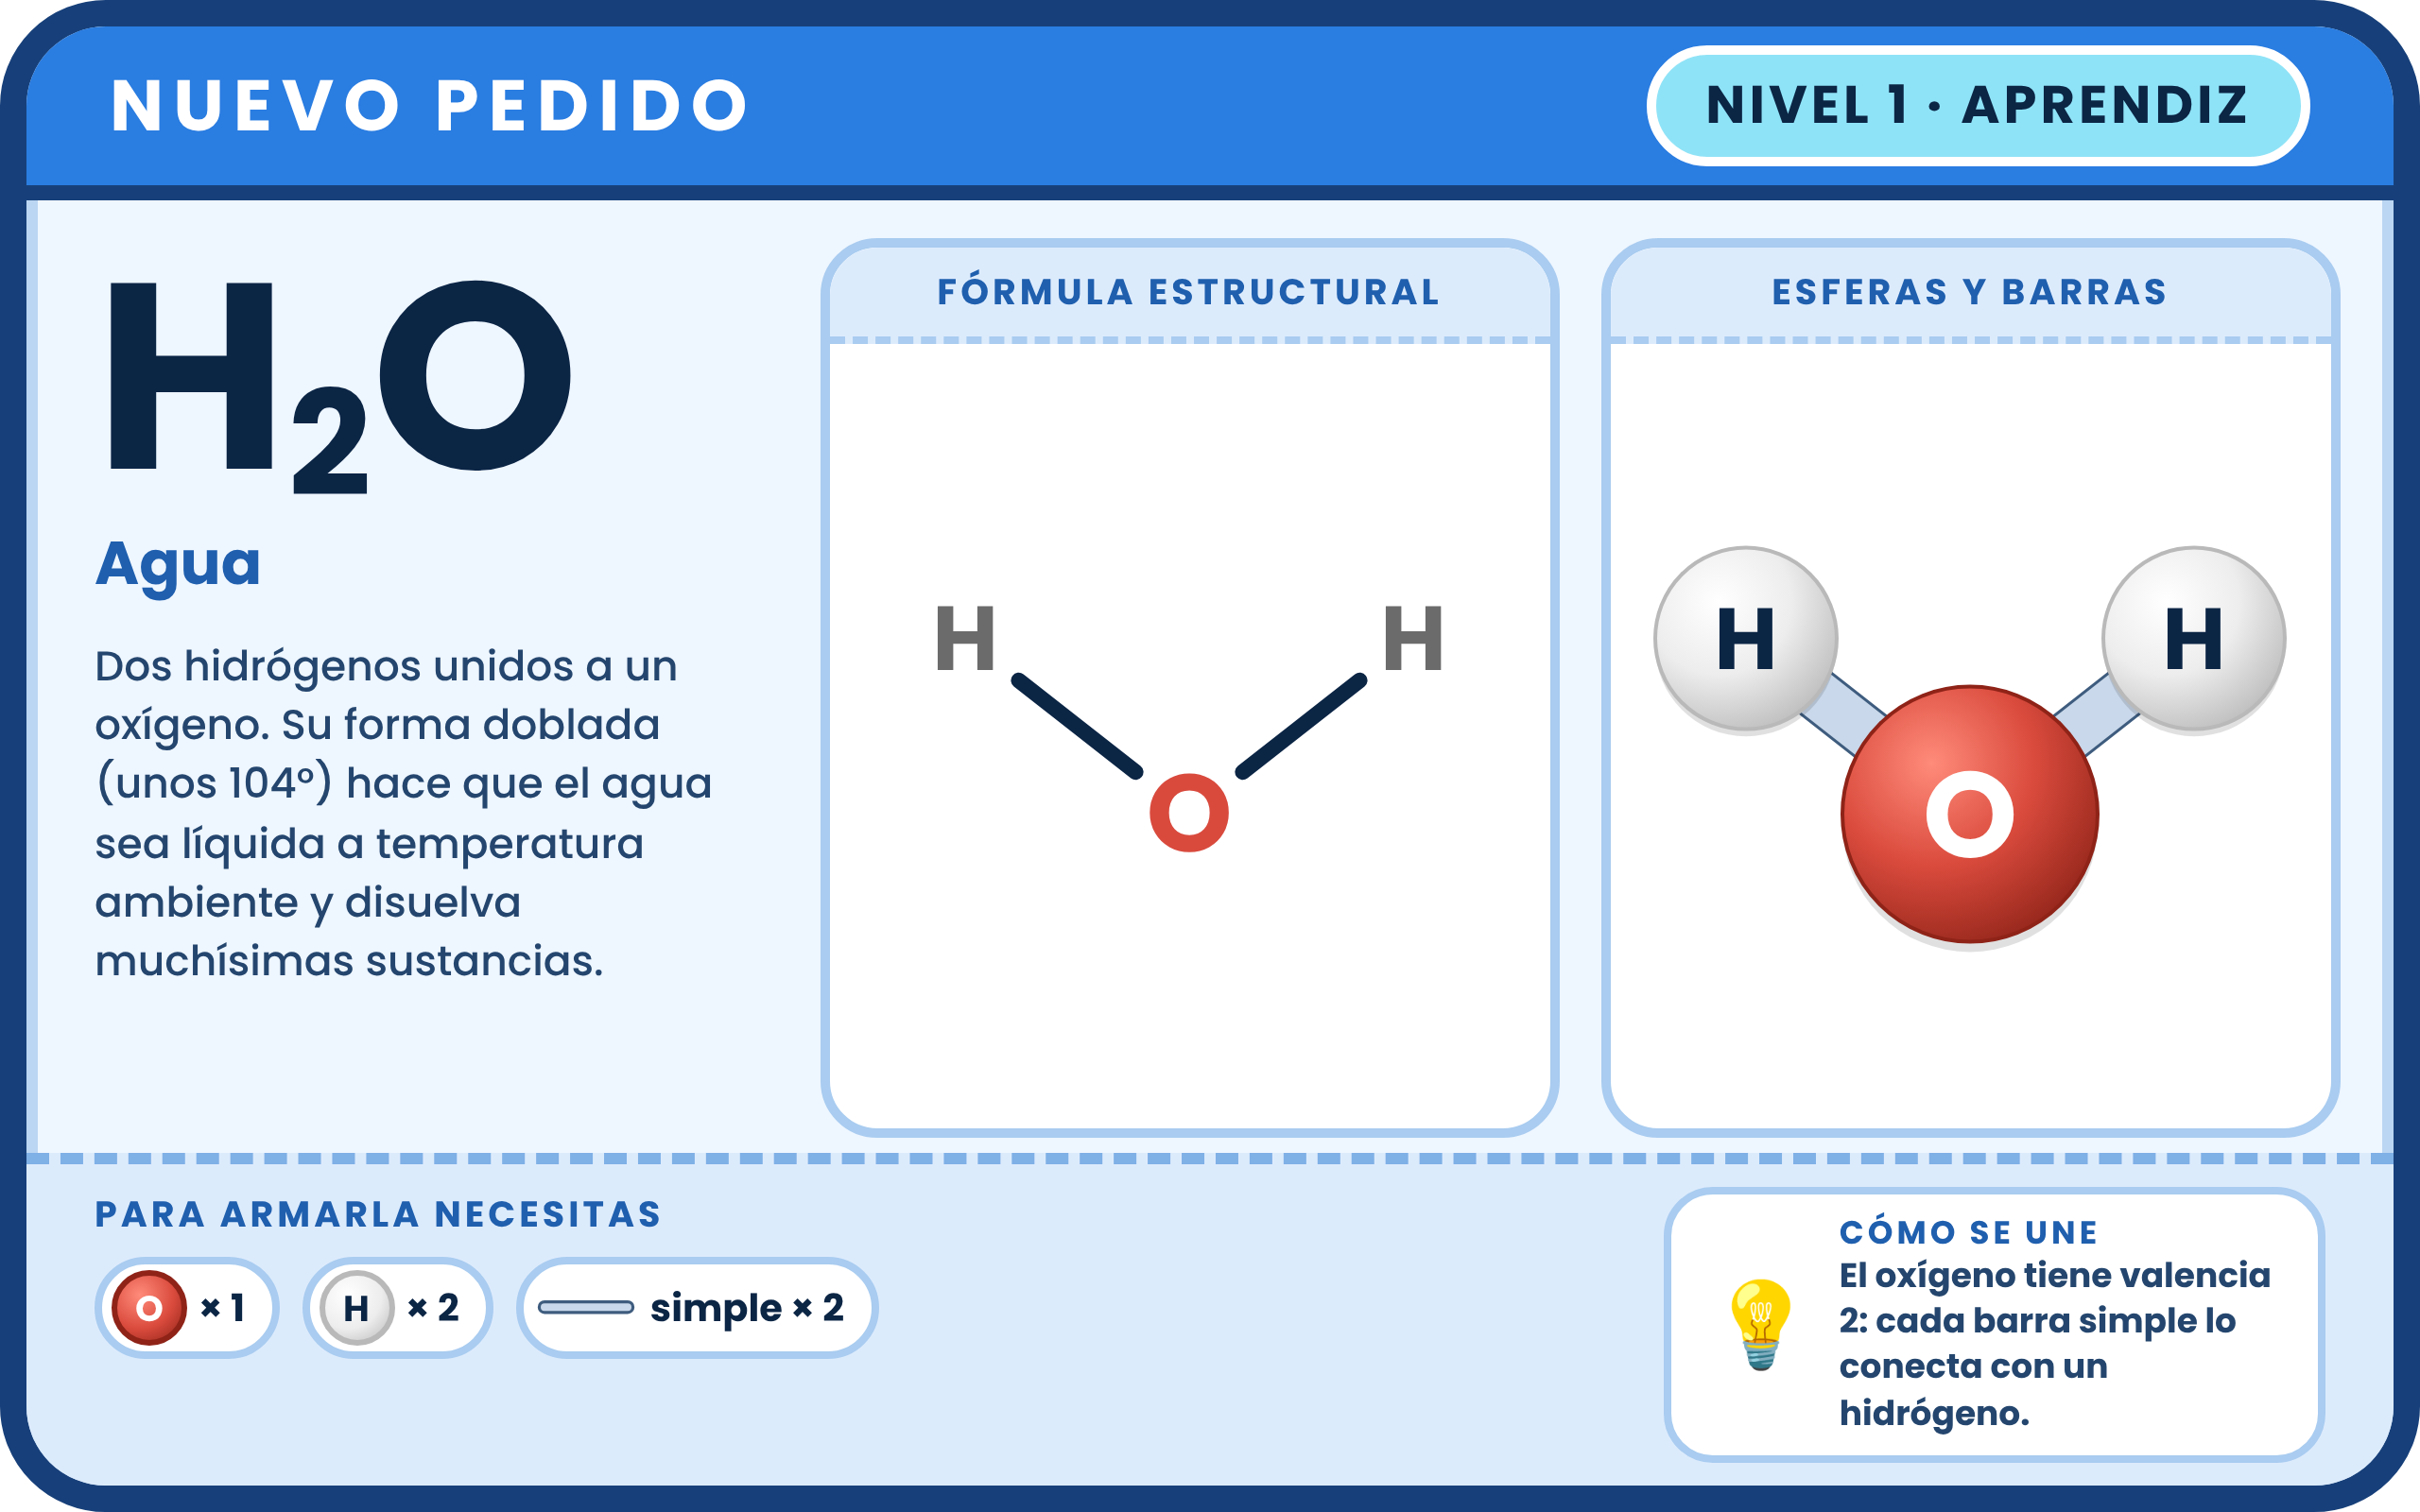 NUEVO PEDIDO
NIVEL 1 · APRENDIZ
H₂O
Agua
Dos hidrógenos unidos a un
oxígeno. Su forma doblada
(unos 104°) hace que el agua
sea líquida a temperatura
ambiente y disuelva
muchísimas sustancias.
FÓRMULA ESTRUCTURAL
H H
O
ESFERAS Y BARRAS
H H
O
PARA ARMARLA NECESITAS
O × 1
H × 2
simple × 2
CÓMO SE UNE
El oxígeno tiene valencia
2: cada barra simple lo
conecta con un
hidrógeno.